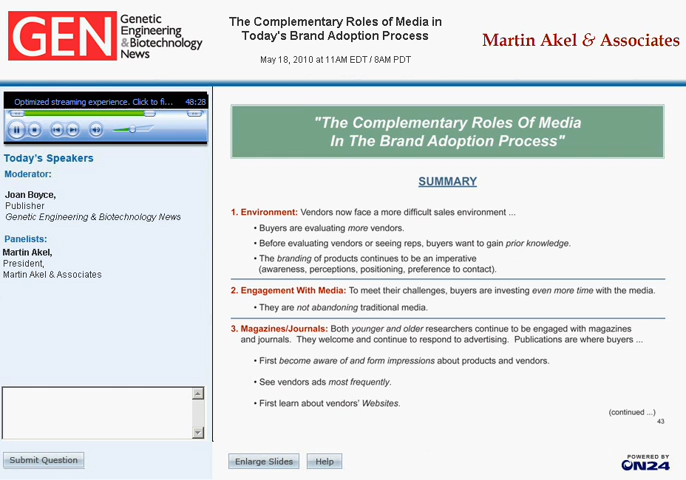 GEN Genetic
Engineering
&Biotechnology
News
The Complementary Roles of Media in
Today's Brand Adoption Process
May 18, 2010 at 11AM EDT / 8AM PDT
Martin Akel & Associates
Optimized streaming experience. Click to fi... 48:28
Today's Speakers
Moderator:
Joan Boyce,
Publisher
Genetic Engineering & Biotechnology News
Panelists:
Martin Akel,
President,
Martin Akel & Associates
Submit Question
"The Complementary Roles Of Media
In The Brand Adoption Process"
SUMMARY
1. Environment: Vendors now face a more difficult sales environment ...
• Buyers are evaluating more vendors.
• Before evaluating vendors or seeing reps, buyers want to gain prior knowledge.
• The branding of products continues to be an imperative
(awareness, perceptions, positioning, preference to contact).
2. Engagement With Media: To meet their challenges, buyers are investing even more time with the media.
• They are not abandoning traditional media.
3. Magazines/Journals: Both younger and older researchers continue to be engaged with magazines
and journals. They welcome and continue to respond to advertising. Publications are where buyers ...
• First become aware of and form impressions about products and vendors.
• See vendors ads most frequently.
• First learn about vendors' Websites.
(continued ...)
43
Enlarge Slides
Help
POWERED BY
ON24